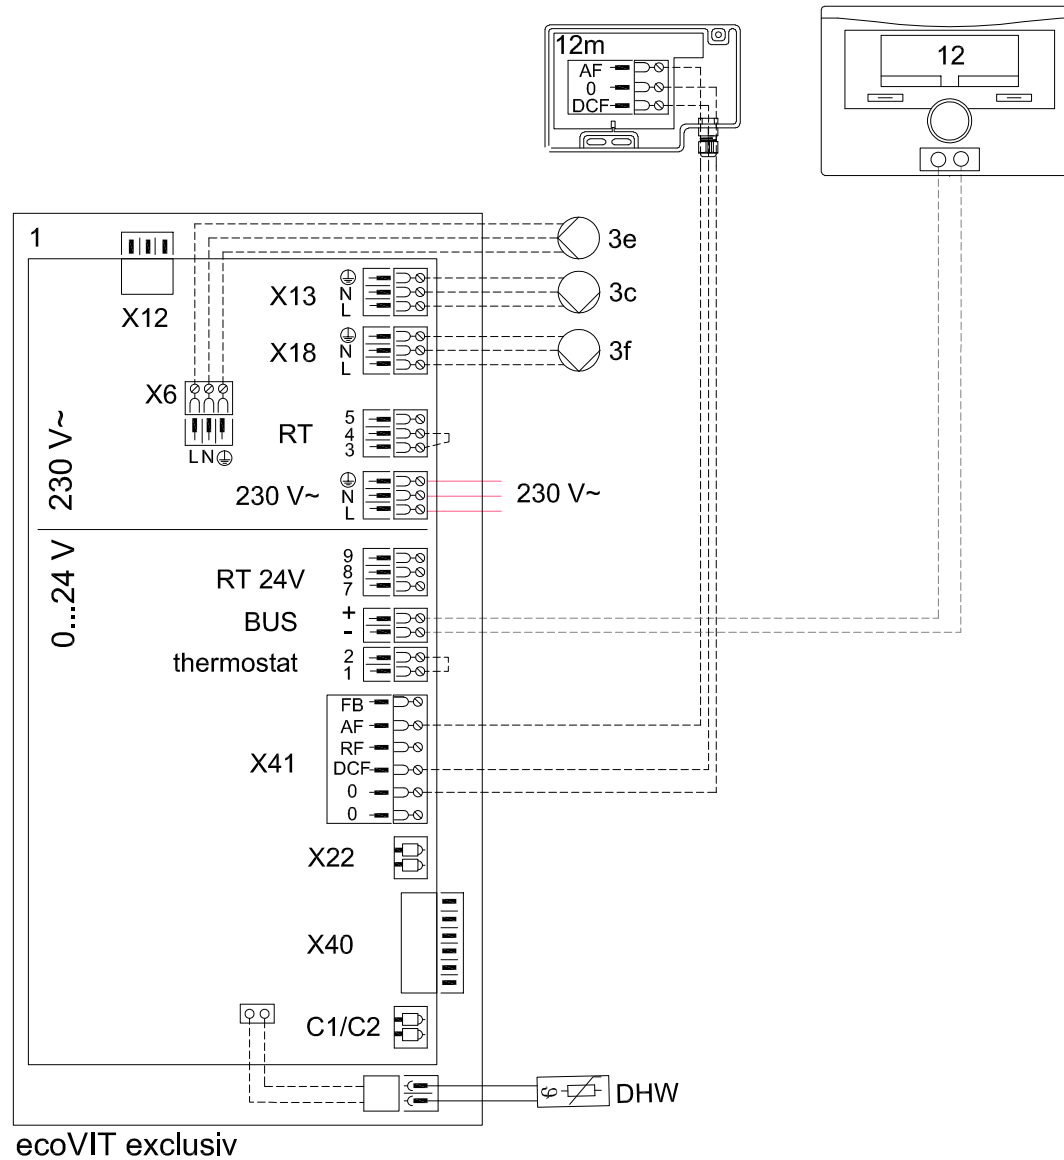 12m
AF
0
DCF
12
1
X12
3e
X13
N
L
3c
X18
N
L
3f
X6
L N
RT
5
4
3
230 V~
230 V~
N
L
230 V~
0...24 V
RT 24V
9
8
7
BUS
+
-
thermostat
2
1
X41
FB
AF
RF
DCF
0
0
X22
X40
C1/C2
ϑ
DHW
ecoVIT exclusiv